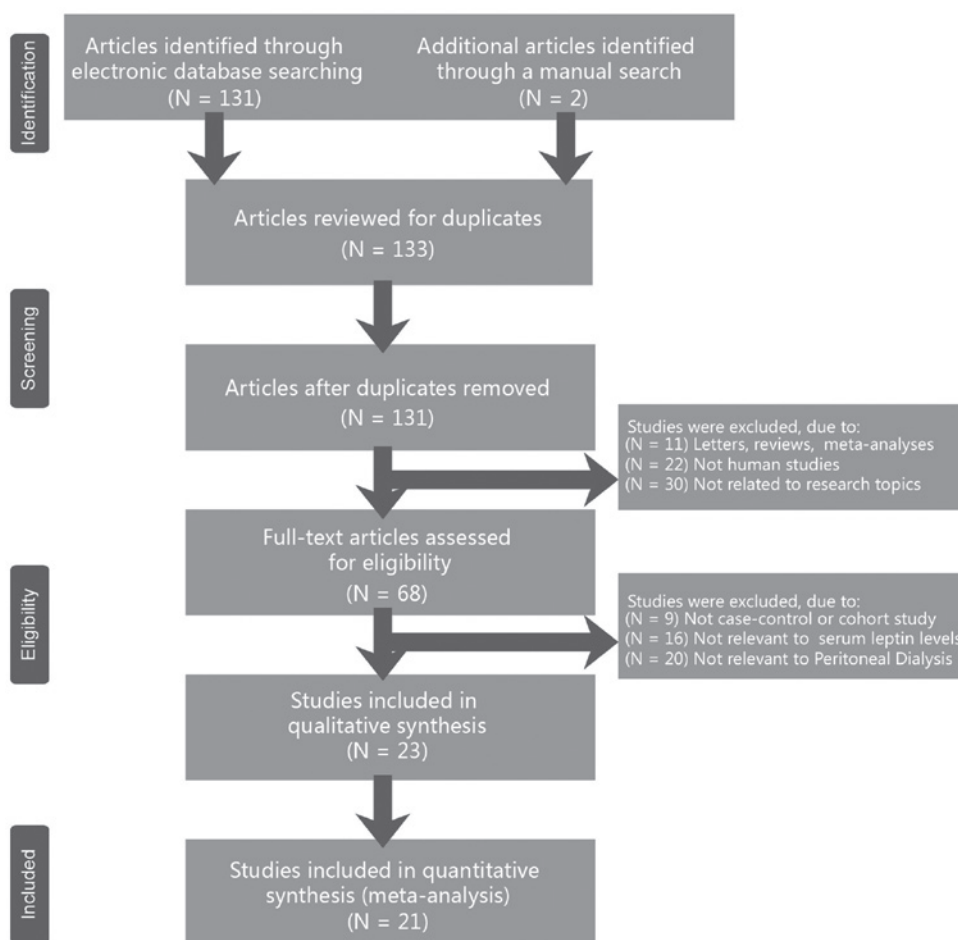 Identification
Articles identified through
electronic database searching
(N = 131)
Additional articles identified
through a manual search
(N = 2)
Articles reviewed for duplicates
(N = 133)
Screening
Articles after duplicates removed
(N = 131)
Studies were excluded, due to:
(N = 11) Letters, reviews, meta-analyses
(N = 22) Not human studies
(N = 30) Not related to research topics
Eligibility
Full-text articles assessed
for eligibility
(N = 68)
Studies were excluded, due to:
(N = 9) Not case-control or cohort study
(N = 16) Not relevant to serum leptin levels
(N = 20) Not relevant to Peritoneal Dialysis
Studies included in
qualitative synthesis
(N = 23)
Included
Studies included in quantitative
synthesis (meta-analysis)
(N = 21)